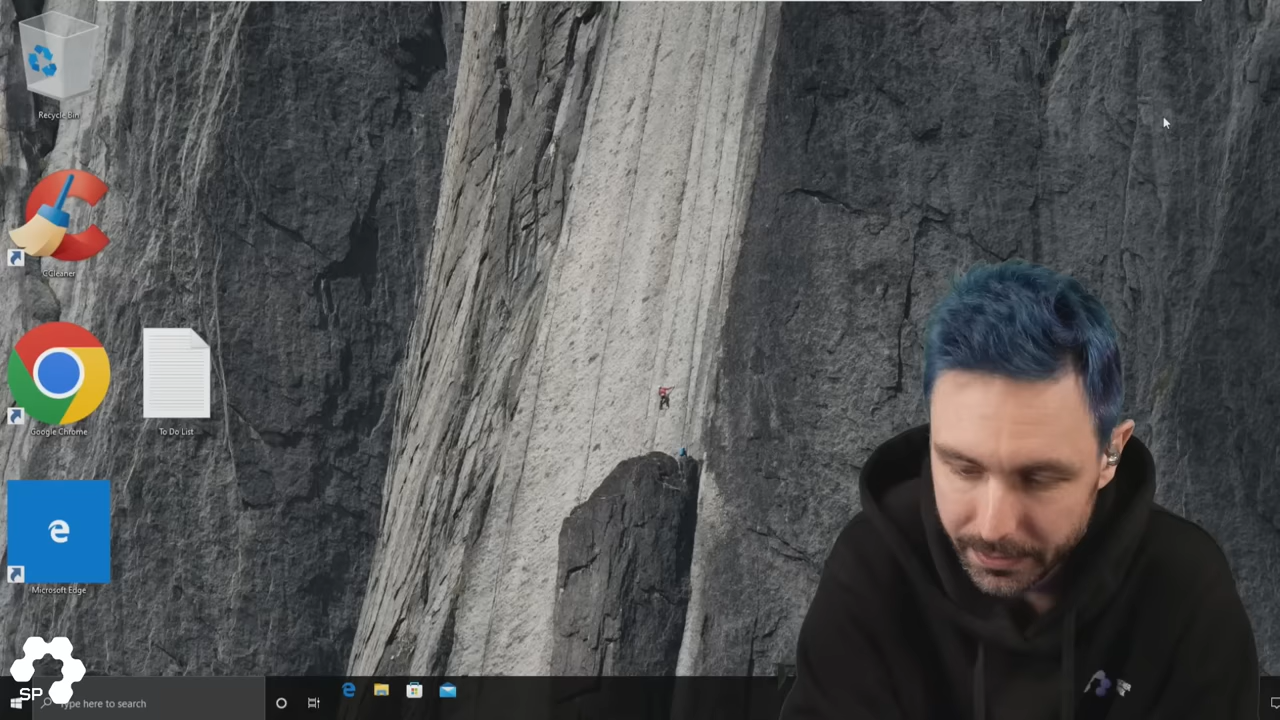 Recycle Bin
CCleaner
Google Chrome
To Do List
Microsoft Edge
SP
Type here to search